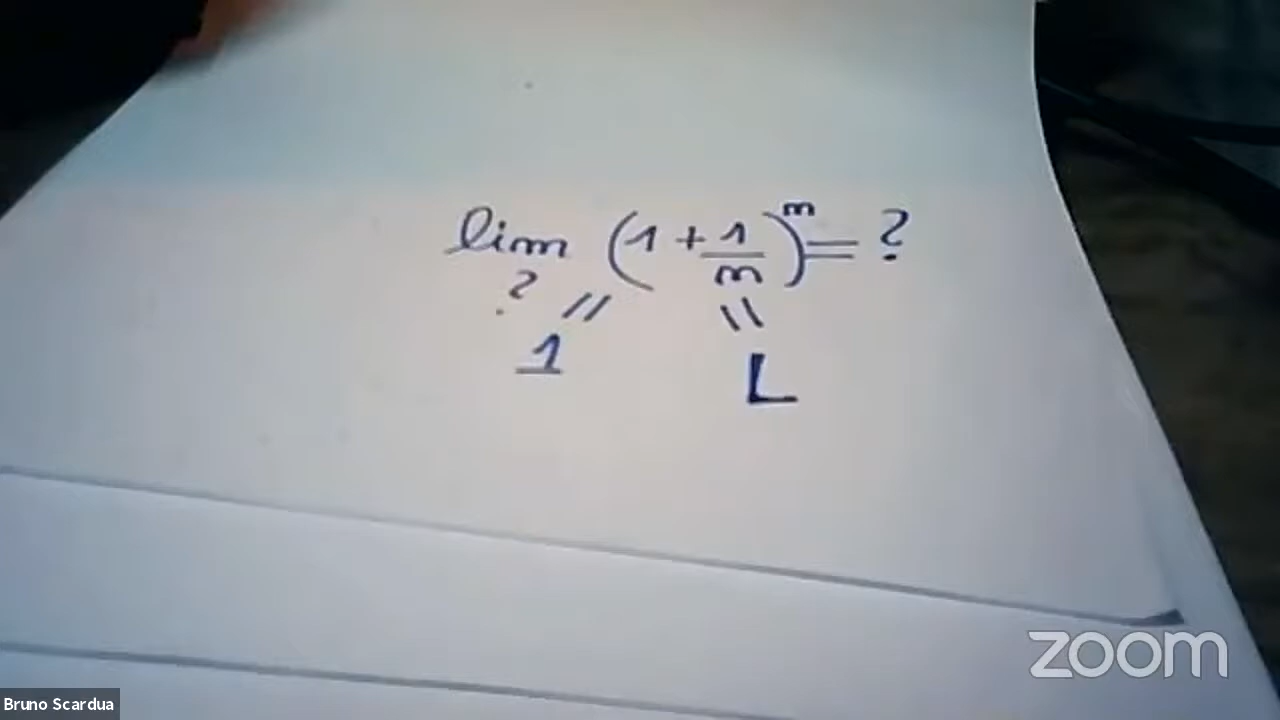 lim (1 + 1/m)^m = ?
? // \\
1 L
zoom
Bruno Scardua